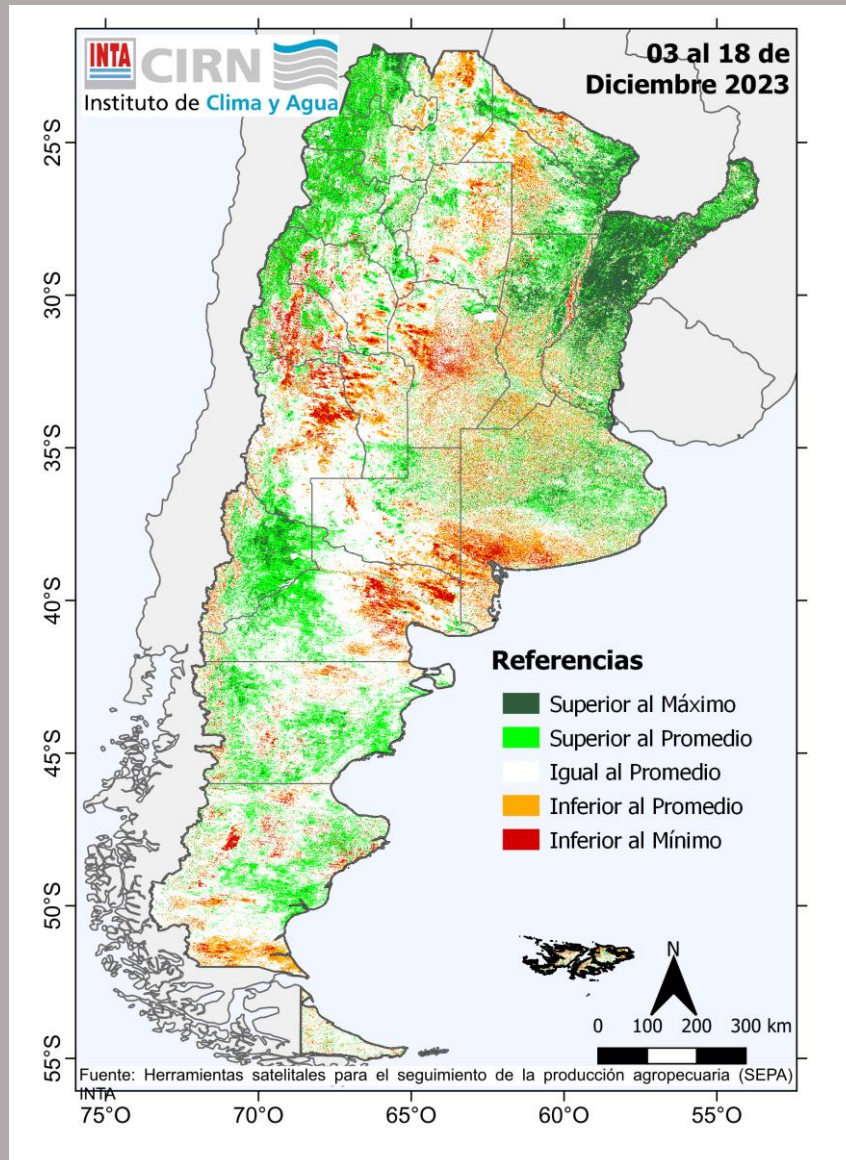 INTA
CIRN
Instituto de Clima y Agua
03 al 18 de
Diciembre 2023
25°S
30°S
35°S
40°S
45°S
50°S
55°S
Referencias
Superior al Máximo
Superior al Promedio
Igual al Promedio
Inferior al Promedio
Inferior al Mínimo
N
0 100 200 300 km
Fuente: Herramientas satelitales para el seguimiento de la producción agropecuaria (SEPA)
INTA
75°O 70°O 65°O 60°O 55°O